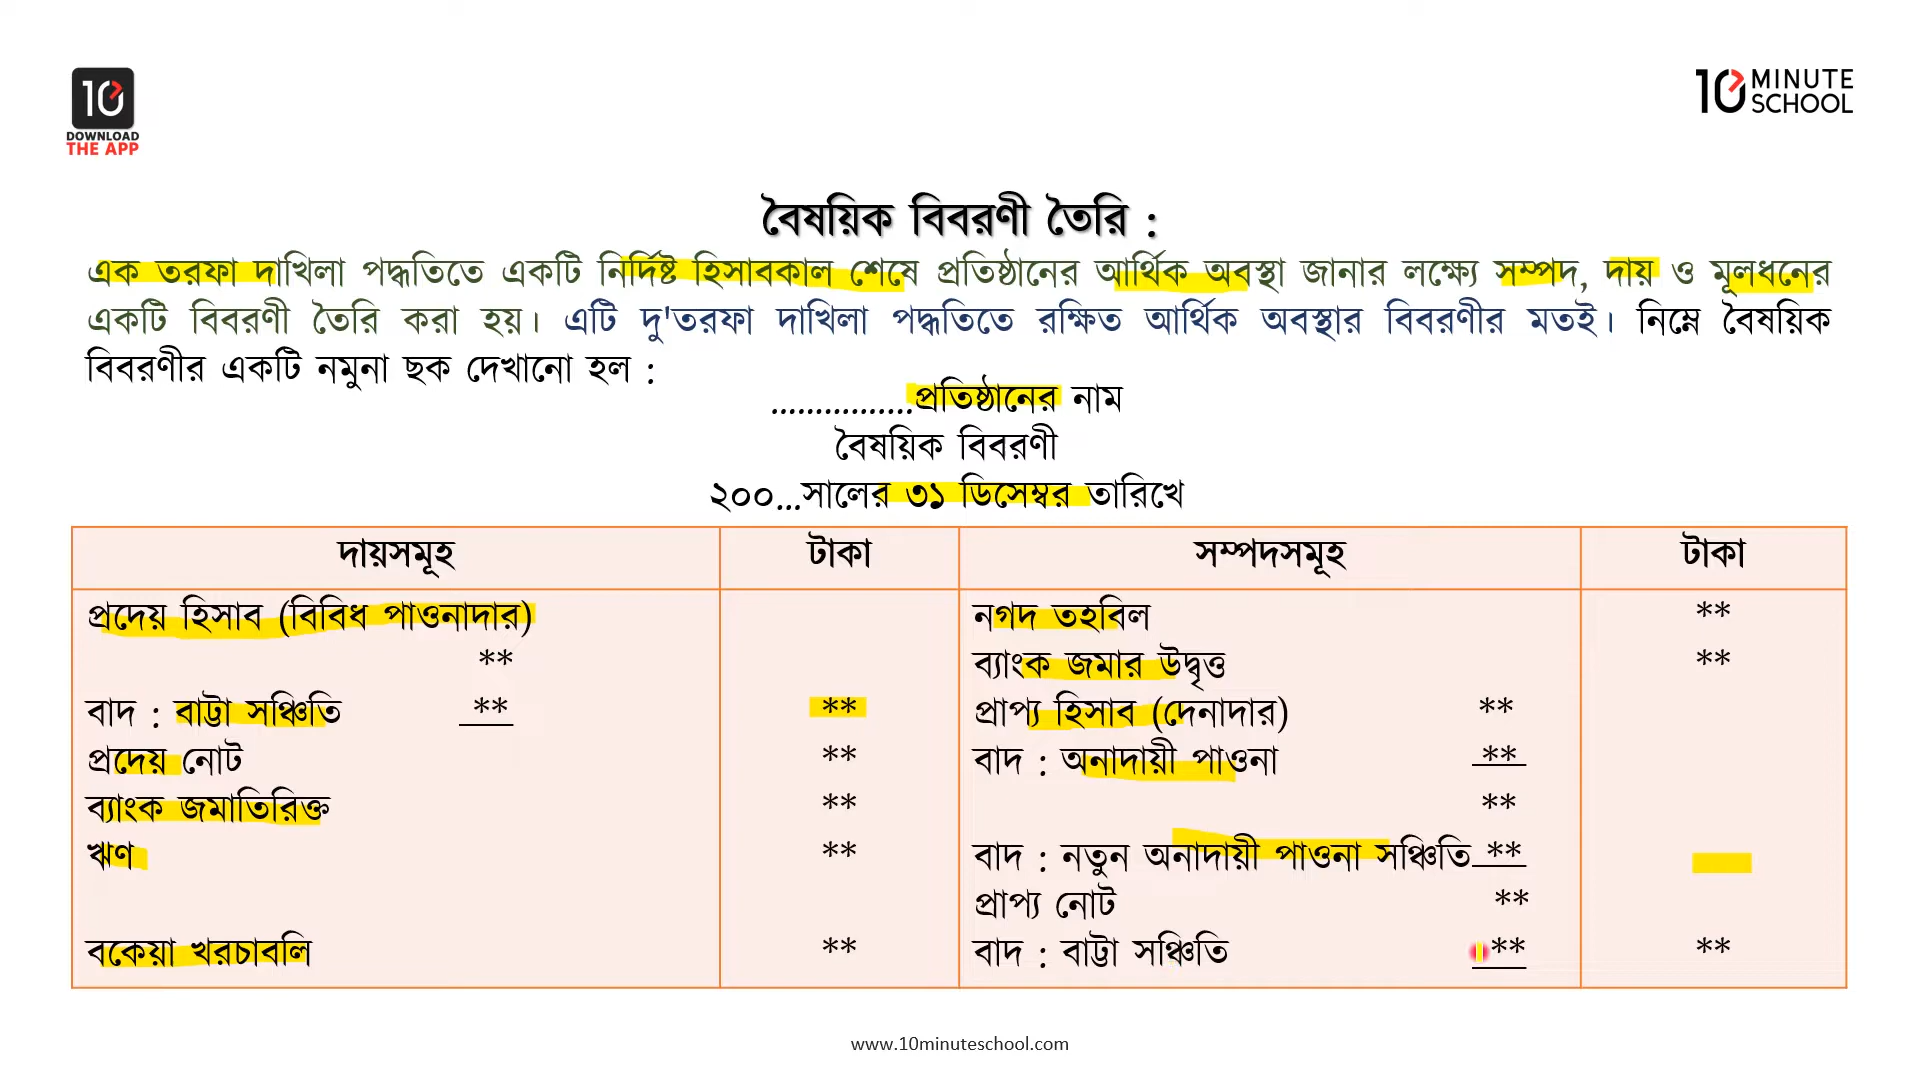 10
DOWNLOAD
THE APP
10 MINUTE
SCHOOL
বৈষয়িক বিবরণী তৈরি :
এক তরফা দাখিলা পদ্ধতিতে একটি নির্দিষ্ট হিসাবকাল শেষে প্রতিষ্ঠানের আর্থিক অবস্থা জানার লক্ষ্যে সম্পদ, দায় ও মূলধনের
একটি বিবরণী তৈরি করা হয়। এটি দু'তরফা দাখিলা পদ্ধতিতে রক্ষিত আর্থিক অবস্থার বিবরণীর মতই। নিম্নে বৈষয়িক
বিবরণীর একটি নমুনা ছক দেখানো হল :
................প্রতিষ্ঠানের নাম
বৈষয়িক বিবরণী
২০০...সালের ৩১ ডিসেম্বর তারিখে
দায়সমূহ টাকা সম্পদসমূহ টাকা
প্রদেয় হিসাব (বিবিধ পাওনাদার) নগদ তহবিল **
** ব্যাংক জমার উদ্বৃত্ত **
বাদ : বাট্টা সঞ্চিতি ** ** প্রাপ্য হিসাব (দেনাদার) **
প্রদেয় নোট ** বাদ : অনাদায়ী পাওনা **
ব্যাংক জমাতিরিক্ত ** **
ঋণ ** বাদ : নতুন অনাদায়ী পাওনা সঞ্চিতি **
প্রাপ্য নোট **
বকেয়া খরচাবলি ** বাদ : বাট্টা সঞ্চিতি ** **
www.10minuteschool.com